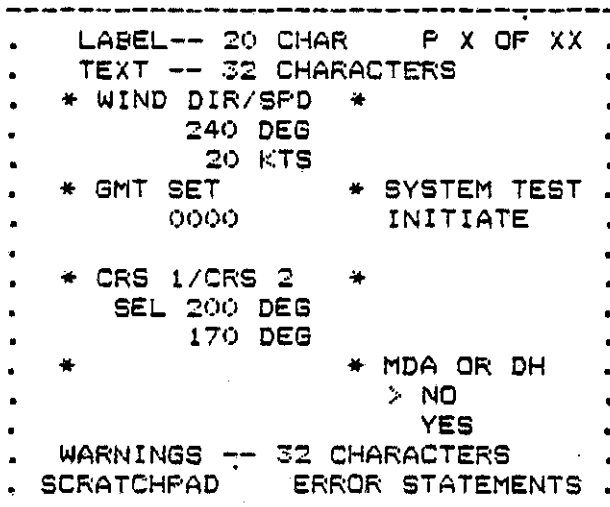 --------------------------------------------
. LABEL-- 20 CHAR P X OF XX .
. TEXT -- 32 CHARACTERS .
. * WIND DIR/SPD * .
. 240 DEG .
. 20 KTS .
. * GMT SET * SYSTEM TEST .
. 0000 INITIATE .
. .
. * CRS 1/CRS 2 * .
. SEL 200 DEG .
. 170 DEG .
. * * MDA OR DH .
. > NO .
. YES .
. WARNINGS -- 32 CHARACTERS .
. SCRATCHPAD ERROR STATEMENTS .